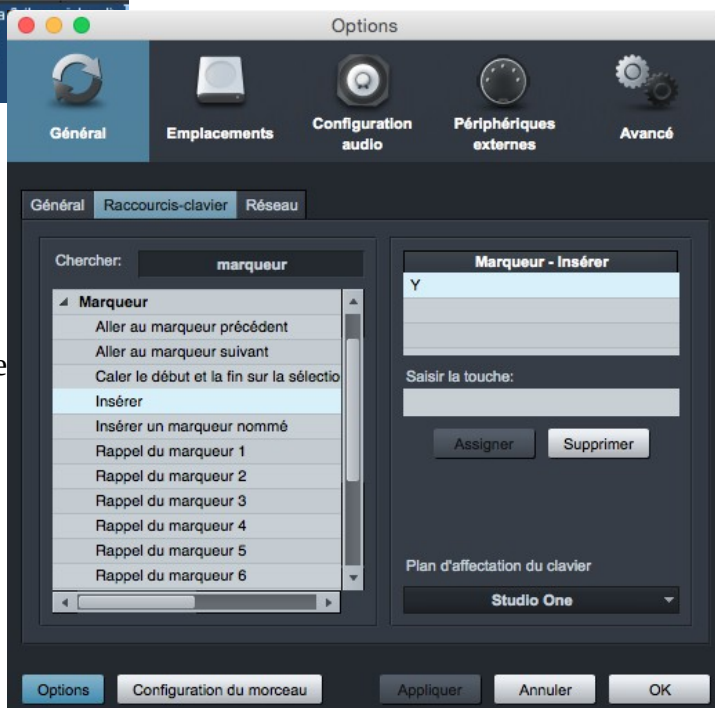 Options
Général
Emplacements
Configuration
audio
Périphériques
externes
Avancé
Général
Raccourcis-clavier
Réseau
Chercher:
marqueur
Marqueur
Aller au marqueur précédent
Aller au marqueur suivant
Caler le début et la fin sur la sélectio
Insérer
Insérer un marqueur nommé
Rappel du marqueur 1
Rappel du marqueur 2
Rappel du marqueur 3
Rappel du marqueur 4
Rappel du marqueur 5
Rappel du marqueur 6
Marqueur - Insérer
Y
Saisir la touche:
Assigner
Supprimer
Plan d'affectation du clavier
Studio One
Options
Configuration du morceau
Appliquer
Annuler
OK